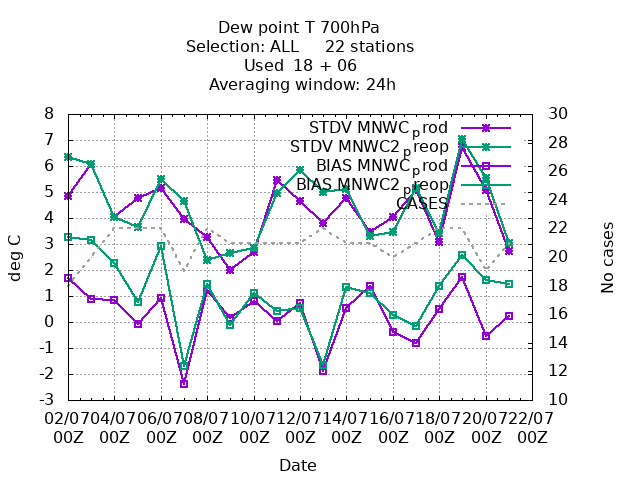 Dew point T 700hPa
Selection: ALL 22 stations
Used 18 + 06
Averaging window: 24h
8 30
STDV MNWCprod
7 28
STDV MNWC2preop
6 26
BIAS MNWCprod
BIAS MNWC2preop
5 24
CASES
4 22
3 20
2 18
1 16
0
-1 14
-2 12
-3 10
deg C
No cases
02/07 04/07 06/07 08/07 10/07 12/07 14/07 16/07 18/07 20/07 22/07
00Z 00Z 00Z 00Z 00Z 00Z 00Z 00Z 00Z 00Z 00Z
Date